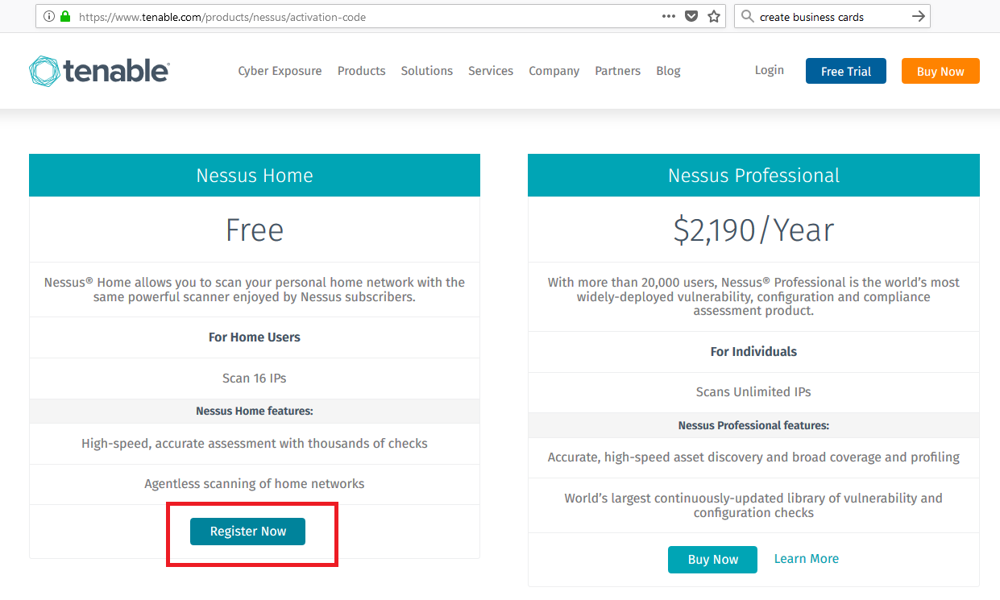 https://www.tenable.com/products/nessus/activation-code
create business cards
tenable®
Cyber Exposure
Products
Solutions
Services
Company
Partners
Blog
Login
Free Trial
Buy Now
Nessus Home
Free
Nessus® Home allows you to scan your personal home network with the
same powerful scanner enjoyed by Nessus subscribers.
For Home Users
Scan 16 IPs
Nessus Home features:
High-speed, accurate assessment with thousands of checks
Agentless scanning of home networks
Register Now
Nessus Professional
$2,190/Year
With more than 20,000 users, Nessus® Professional is the world’s most
widely-deployed vulnerability, configuration and compliance
assessment product.
For Individuals
Scans Unlimited IPs
Nessus Professional features:
Accurate, high-speed asset discovery and broad coverage and profiling
World’s largest continuously-updated library of vulnerability and
configuration checks
Buy Now
Learn More